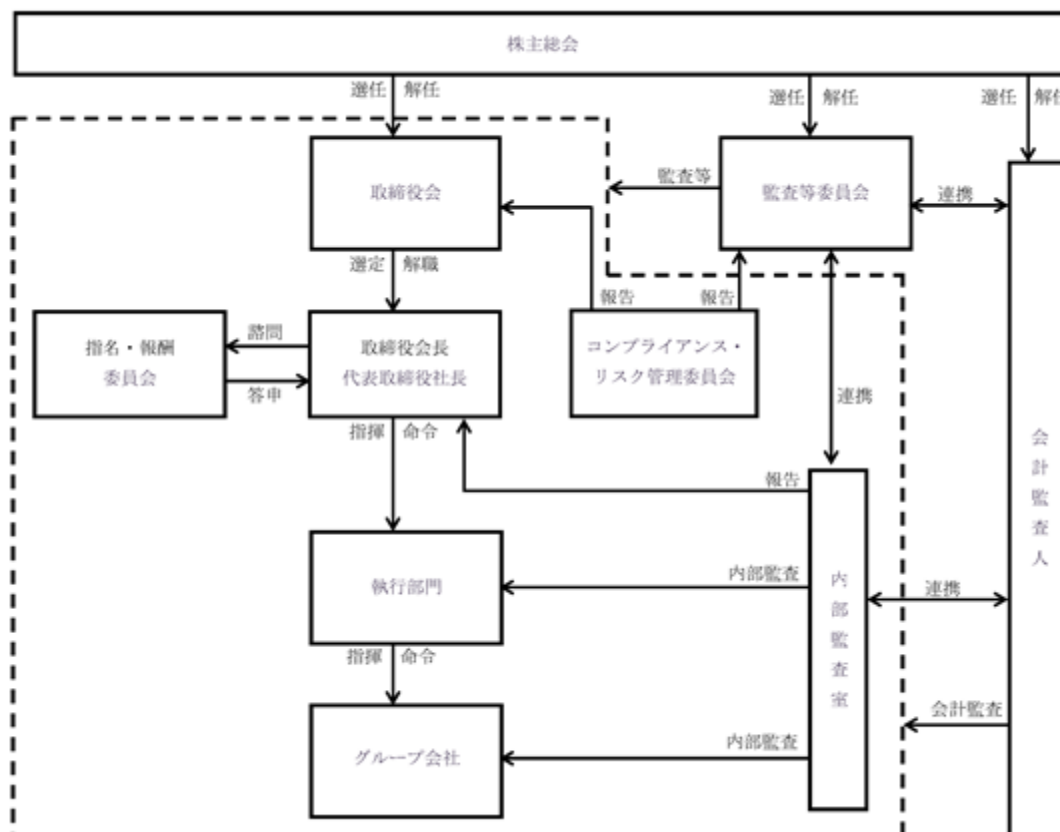 株主総会
選任 解任
選任 解任
選任
取締役会
監査等
監査等委員会
連携
選定 解職
報告 報告
指名・報酬
委員会
諮問
答申
取締役会長
代表取締役社長
コンプライアンス・
リスク管理委員会
連携
指揮 命令
報告
会計監査人
執行部門
内部監査
内部監査室
連携
指揮 命令
会計監査
グループ会社
内部監査